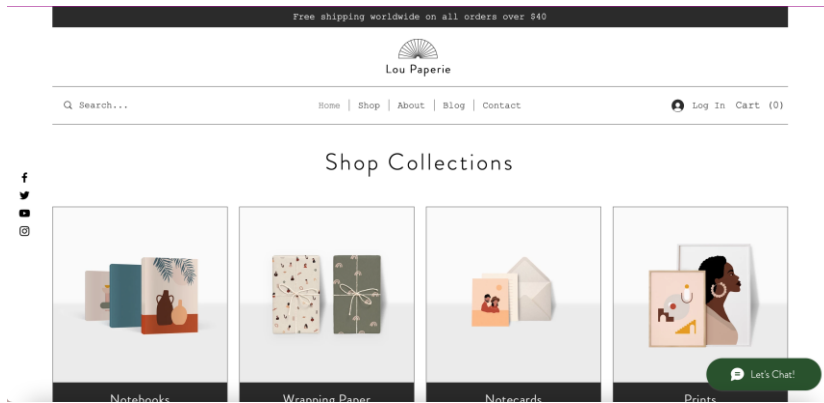 Free shipping worldwide on all orders over $40
Lou Paperie
Search...
Home | Shop | About | Blog | Contact
Log In
Cart (0)
Shop Collections
Notebooks
Wrapping Paper
Notecards
Prints
Let's Chat!